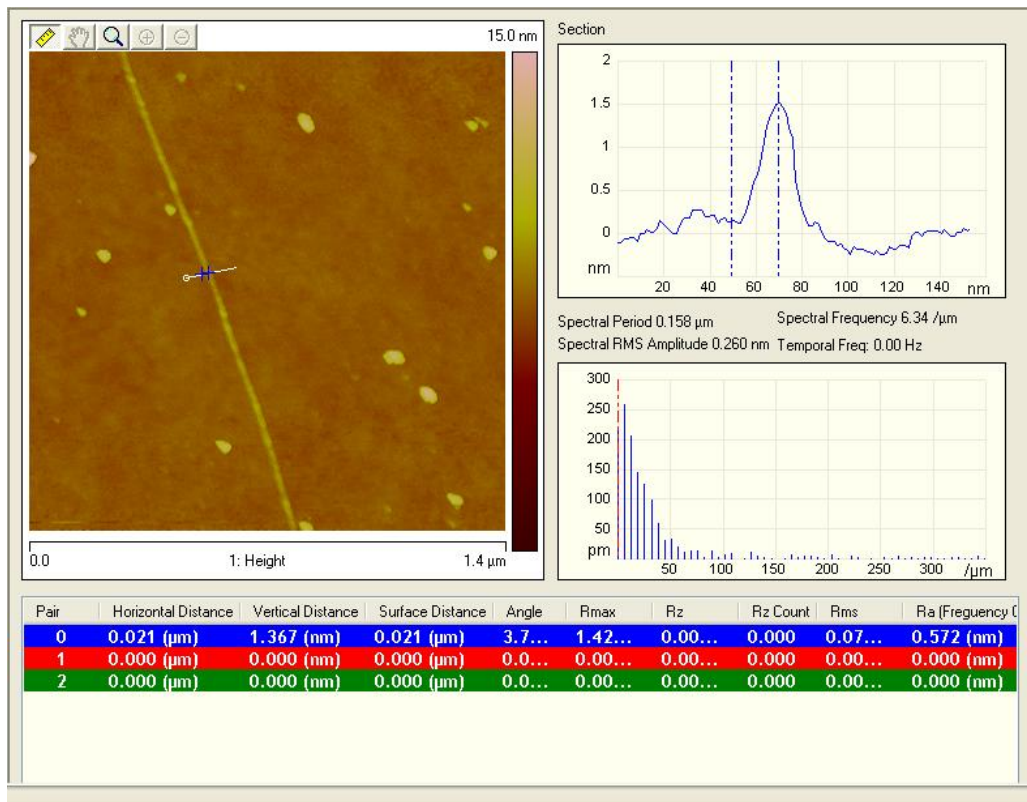 15.0 nm
0.0 1: Height 1.4 µm
Section
2
1.5
1
0.5
0
nm
20 40 60 80 100 120 140 nm
Spectral Period 0.158 µm Spectral Frequency 6.34 /µm
Spectral RMS Amplitude 0.260 nm Temporal Freq: 0.00 Hz
300
250
200
150
100
50
pm
50 100 150 200 250 300 /µm
Pair Horizontal Distance Vertical Distance Surface Distance Angle Rmax Rz Rz Count Rms Ra (Freguency C
0 0.021 (µm) 1.367 (nm) 0.021 (µm) 3.7... 1.42... 0.00... 0.000 0.07... 0.572 (nm)
1 0.000 (µm) 0.000 (nm) 0.000 (µm) 0.0... 0.00... 0.00... 0.000 0.00... 0.000 (nm)
2 0.000 (µm) 0.000 (nm) 0.000 (µm) 0.0... 0.00... 0.00... 0.000 0.00... 0.000 (nm)